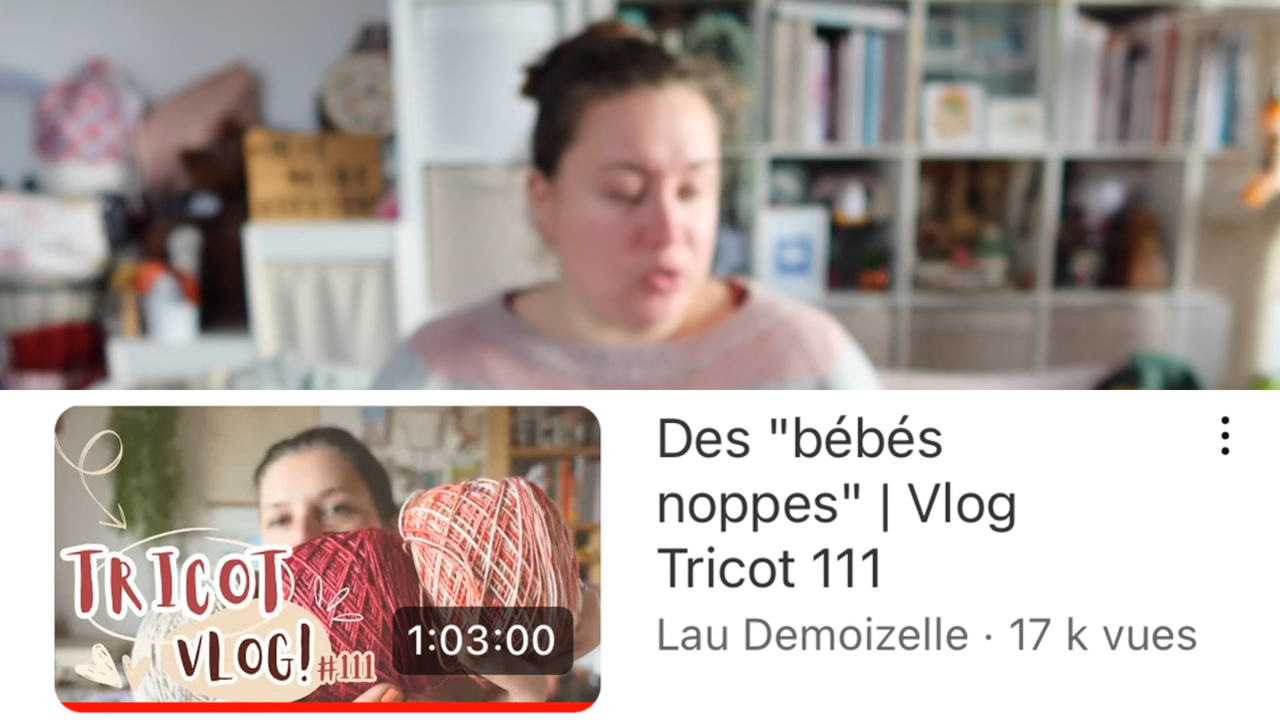 TRICOT
VLOG!
#111
1:03:00
Des "bébés
noppes" | Vlog
Tricot 111
Lau Demoizelle · 17 k vues